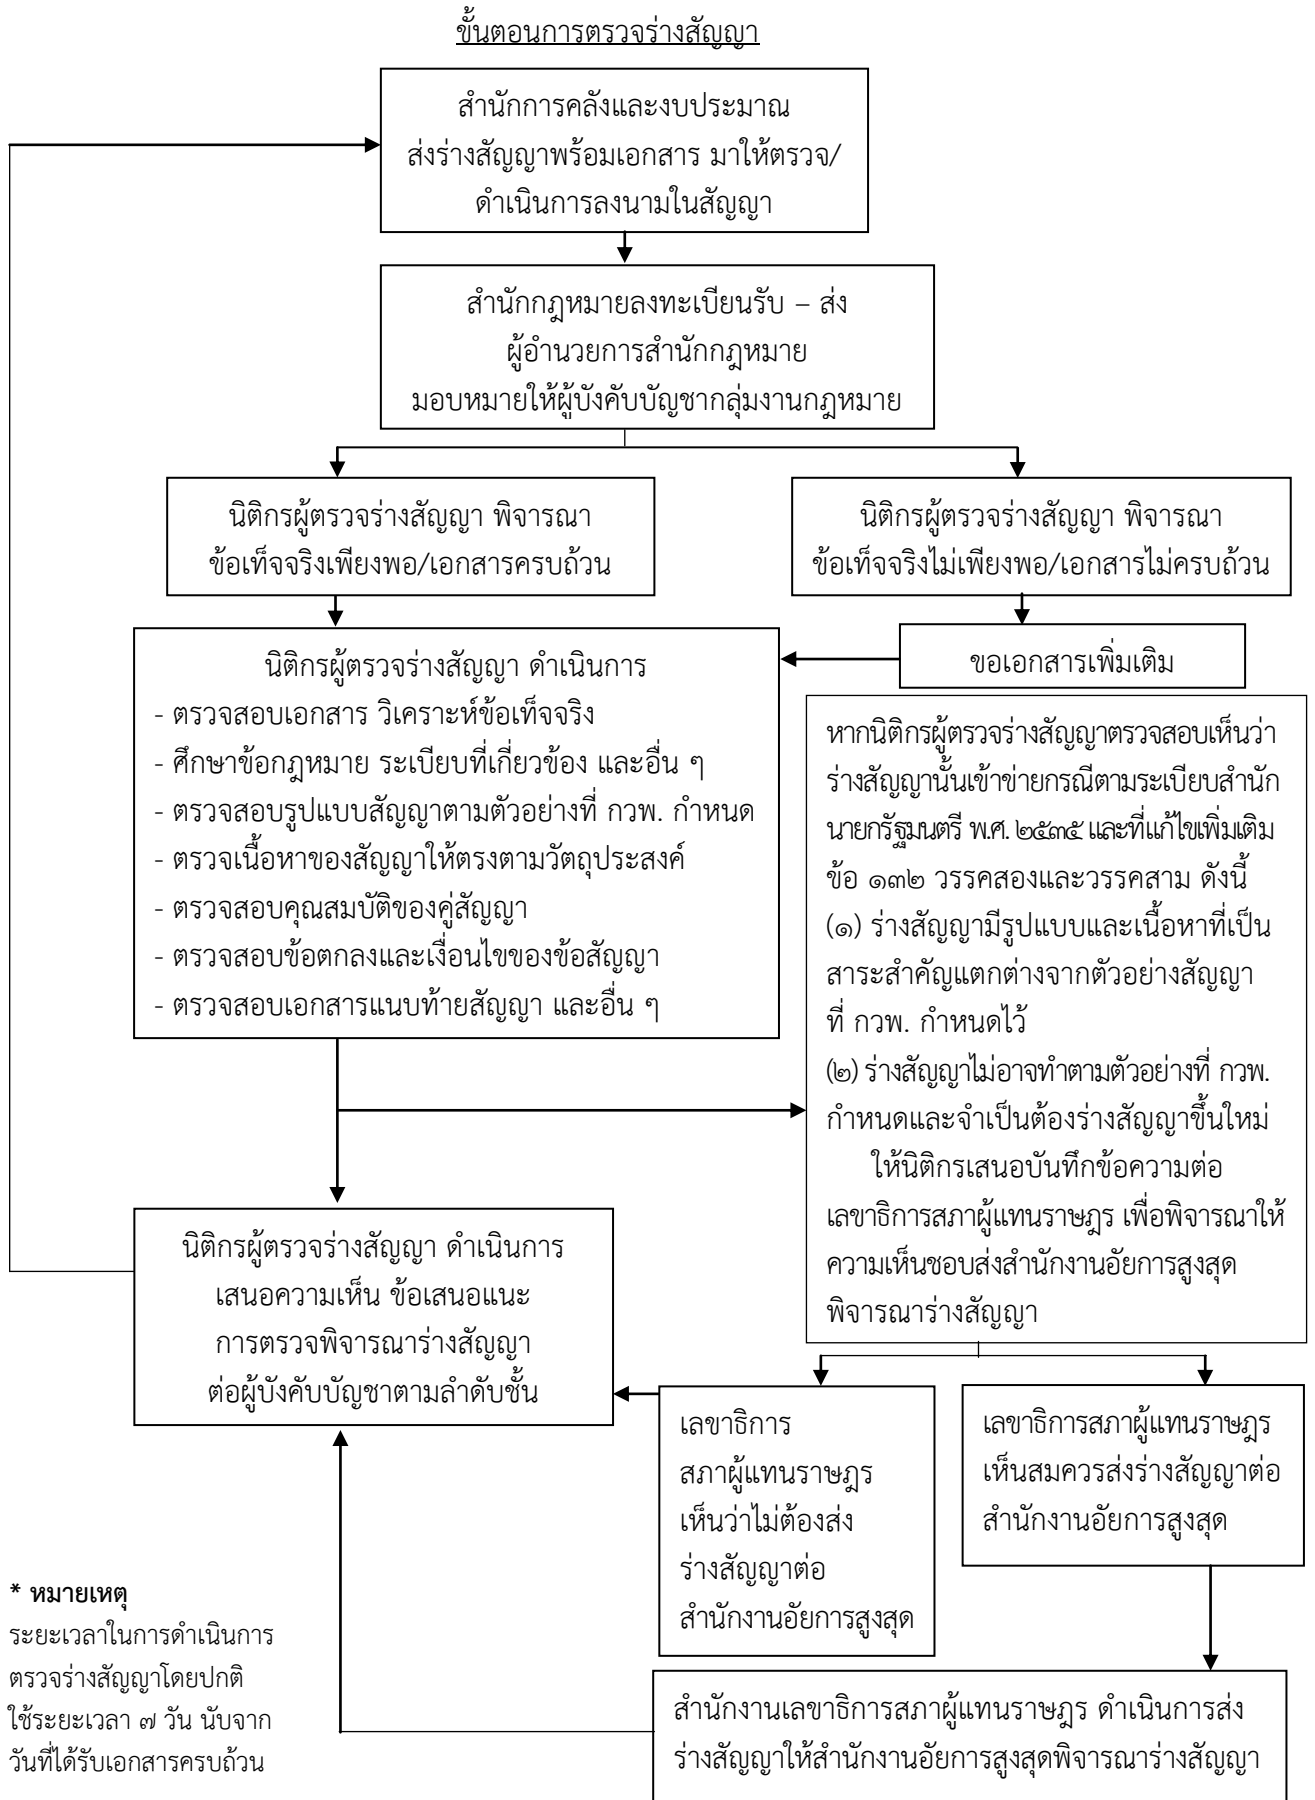 ขั้นตอนการตรวจร่างสัญญา
สำนักการคลังและงบประมาณ
ส่งร่างสัญญาพร้อมเอกสาร มาให้ตรวจ/
ดำเนินการลงนามในสัญญา
สำนักกฎหมายลงทะเบียนรับ – ส่ง
ผู้อำนวยการสำนักกฎหมาย
มอบหมายให้ผู้บังคับบัญชากลุ่มงานกฎหมาย
นิติกรผู้ตรวจร่างสัญญา พิจารณา
ข้อเท็จจริงเพียงพอ/เอกสารครบถ้วน
นิติกรผู้ตรวจร่างสัญญา พิจารณา
ข้อเท็จจริงไม่เพียงพอ/เอกสารไม่ครบถ้วน
ขอเอกสารเพิ่มเติม
นิติกรผู้ตรวจร่างสัญญา ดำเนินการ
- ตรวจสอบเอกสาร วิเคราะห์ข้อเท็จจริง
- ศึกษาข้อกฎหมาย ระเบียบที่เกี่ยวข้อง และอื่น ๆ
- ตรวจสอบรูปแบบสัญญาตามตัวอย่างที่ กวพ. กำหนด
- ตรวจเนื้อหาของสัญญาให้ตรงตามวัตถุประสงค์
- ตรวจสอบคุณสมบัติของคู่สัญญา
- ตรวจสอบข้อตกลงและเงื่อนไขของข้อสัญญา
- ตรวจสอบเอกสารแนบท้ายสัญญา และอื่น ๆ
หากนิติกรผู้ตรวจร่างสัญญาตรวจสอบเห็นว่า
ร่างสัญญานั้นเข้าข่ายกรณีตามระเบียบสำนัก
นายกรัฐมนตรี พ.ศ. ๒๕๓๕ และที่แก้ไขเพิ่มเติม
ข้อ ๑๓๒ วรรคสองและวรรคสาม ดังนี้
(๑) ร่างสัญญามีรูปแบบและเนื้อหาที่เป็น
สาระสำคัญแตกต่างจากตัวอย่างสัญญา
ที่ กวพ. กำหนดไว้
(๒) ร่างสัญญาไม่อาจทำตามตัวอย่างที่ กวพ.
กำหนดและจำเป็นต้องร่างสัญญาขึ้นใหม่
ให้นิติกรเสนอบันทึกข้อความต่อ
เลขาธิการสภาผู้แทนราษฎร เพื่อพิจารณาให้
ความเห็นชอบส่งสำนักงานอัยการสูงสุด
พิจารณาร่างสัญญา
นิติกรผู้ตรวจร่างสัญญา ดำเนินการ
เสนอความเห็น ข้อเสนอแนะ
การตรวจพิจารณาร่างสัญญา
ต่อผู้บังคับบัญชาตามลำดับชั้น
เลขาธิการ
สภาผู้แทนราษฎร
เห็นว่าไม่ต้องส่ง
ร่างสัญญาต่อ
สำนักงานอัยการสูงสุด
เลขาธิการสภาผู้แทนราษฎร
เห็นสมควรส่งร่างสัญญาต่อ
สำนักงานอัยการสูงสุด
สำนักงานเลขาธิการสภาผู้แทนราษฎร ดำเนินการส่ง
ร่างสัญญาให้สำนักงานอัยการสูงสุดพิจารณาร่างสัญญา
* หมายเหตุ
ระยะเวลาในการดำเนินการ
ตรวจร่างสัญญาโดยปกติ
ใช้ระยะเวลา ๗ วัน นับจาก
วันที่ได้รับเอกสารครบถ้วน